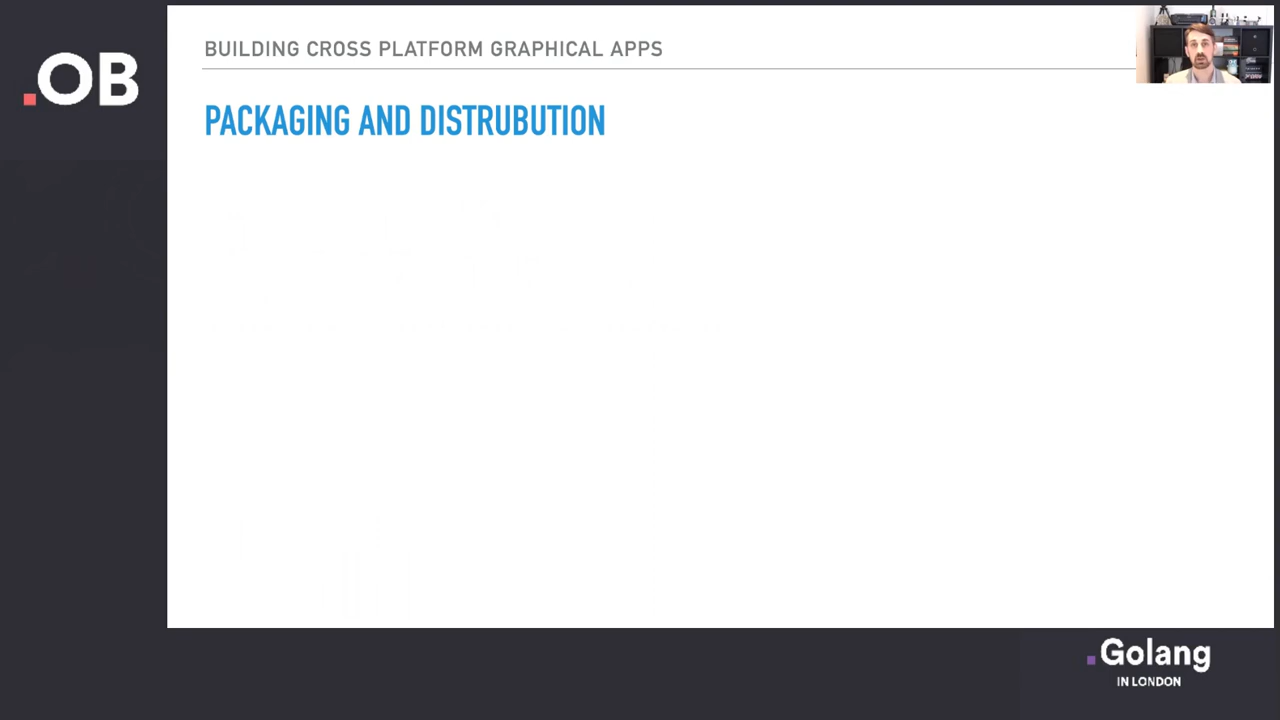 .OB
BUILDING CROSS PLATFORM GRAPHICAL APPS
PACKAGING AND DISTRUBUTION
.Golang
IN LONDON